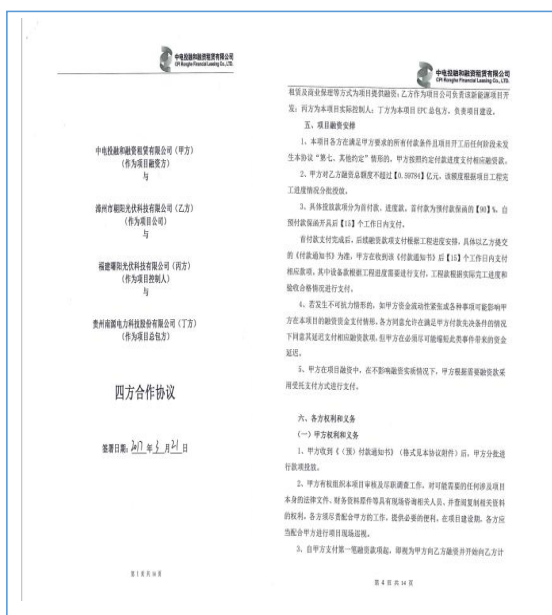 中电投融和融资租赁有限公司
CPI Ronghe Financial Leasing Co., LTD.
中电投融和融资租赁有限公司（甲方）
（作为项目融资方）
与
漳州市朝阳光伏科技有限公司（乙方）
（作为项目公司）
与
福建曙阳光伏科技有限公司（丙方）
（作为项目控制人）
与
贵州南源电力科技股份有限公司（丁方）
（作为项目总包方）
四方合作协议
签署日期：2017 年 3 月 21 日
第 1 页 共 14 页
中电投融和融资租赁有限公司
CPI Ronghe Financial Leasing Co., LTD.
租赁及商业保理等方式为项目提供融资；乙方作为项目公司负责该新能源项目开
发；丙方为本项目实际控制人；丁方为本项目 EPC 总包方，负责项目建设。
五、项目融资安排
1、本项目各方在满足甲方要求的所有付款条件且项目开工后任何阶段未发
生本协议“第七、其他约定”情形的，甲方按照约定付款进度支付相应融资款。
2、甲方对乙方融资总额度不超过【0.59784】亿元，该额度根据项目工程完
工进度情况分批投放。
3、具体投放款项分为首付款、进度款。首付款为预付款保函的【90】%，自
预付款保函开具后【15】个工作日内支付。
首付款支付完成后，后续融资款项支付根据工程进度安排，具体以乙方提交
的《付款通知书》为准，甲方在收到该《付款通知书》后【15】个工作日内支付
相应款项，其中设备款根据工程进度需要进行支付，工程款根据实际完工进度和
验收合格情况进行支付。
4、若发生不可抗力情形的，如甲方资金流动性紧张或各种事项可能影响甲
方在本项目的融资资金支付情形，各方同意允许在满足甲方付款先决条件的情况
下同意其延迟支付相应融资款项，但甲方在必须尽可能缩短此类事件带来的资金
延迟。
5、甲方在项目融资中，在不影响融资实质情况下，甲方根据需要融资款采
用受托支付方式进行支付。
六、各方权利和义务
（一）甲方权利和义务
1、甲方收到《（预）付款通知书》（格式见本协议附件）后，甲方分批进
行款项投放。
2、甲方有权组织本项目审核及尽职调查工作，对可能需要的任何涉及项目
本身的法律文件、财务资料原件等具有现场咨询相关人员、并查阅复制相关资料
的权利。各方须尽责配合甲方的工作，提供必要的便利。在项目建设期，各方应
当配合甲方进行项目现场巡视。
3、自甲方支付第一笔融资款项起，即视为甲方向乙方融资并开始向乙方计
第 4 页 共 14 页